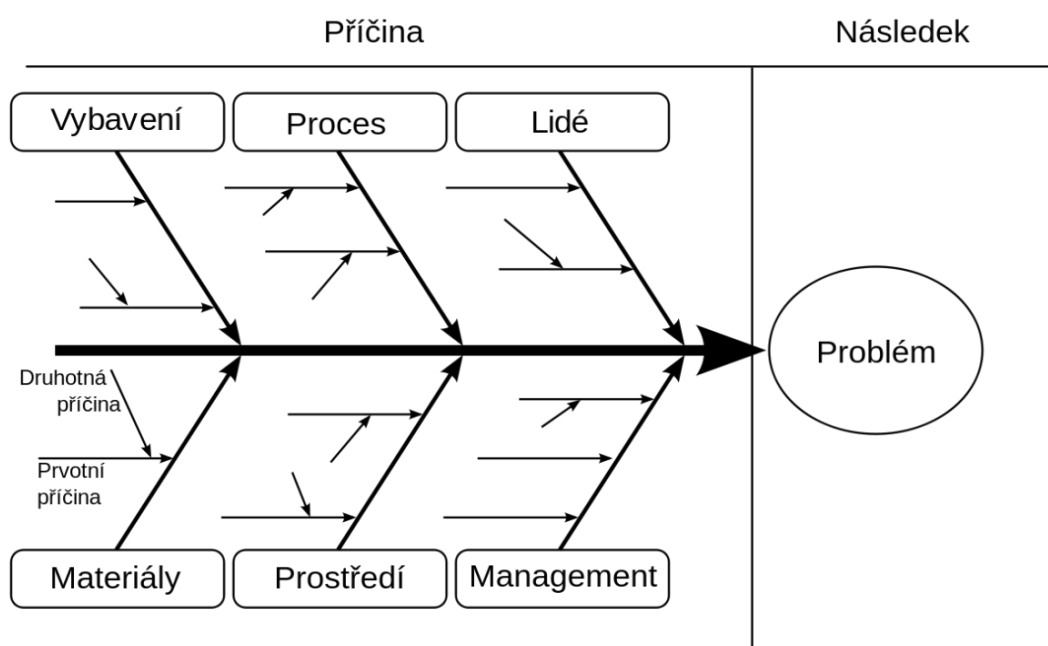 Příčina
Následek
Vybavení
Proces
Lidé
Problém
Druhotná
příčina
Prvotní
příčina
Materiály
Prostředí
Management